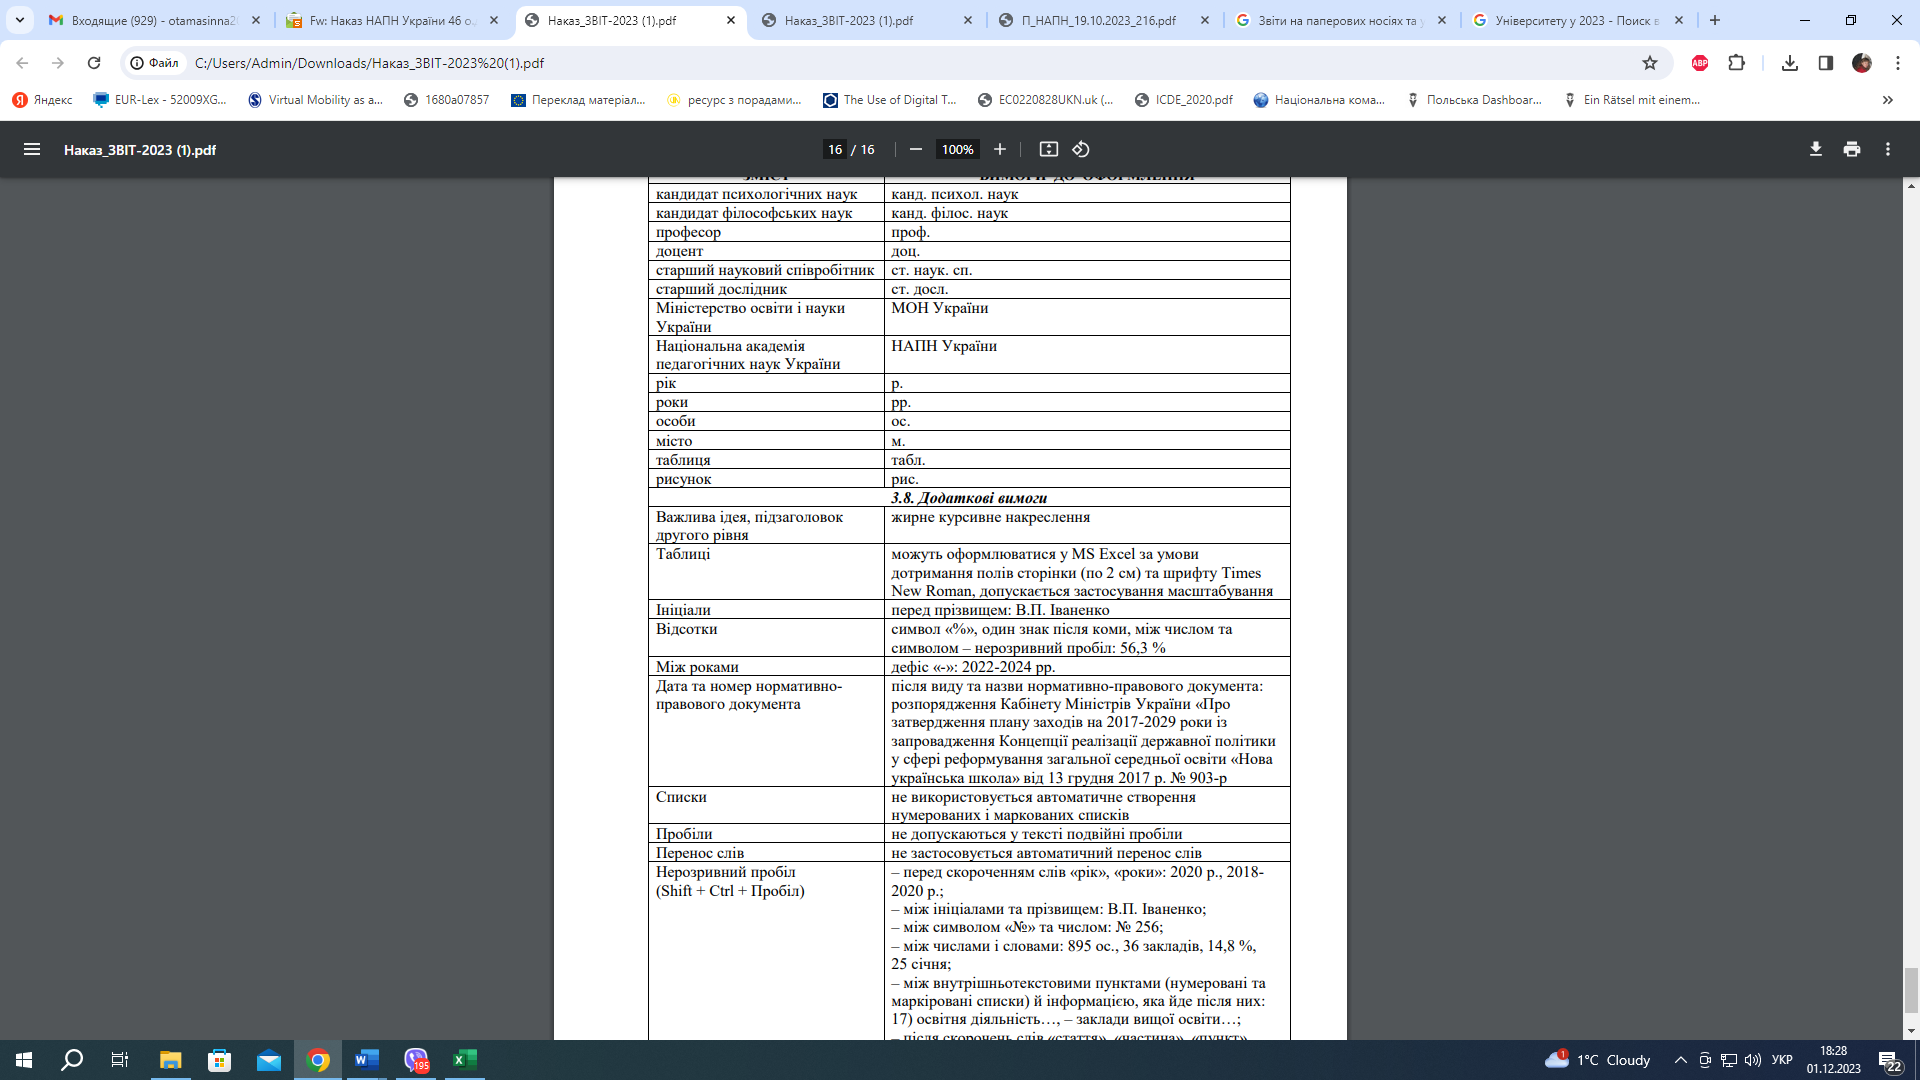 Входящие (929) - otamasinna20
Fw: Наказ НАПН України 46 о.
Наказ_ЗВІТ-2023 (1).pdf
Наказ_ЗВІТ-2023 (1).pdf
П_НАПН_19.10.2023_216.pdf
Звіти на паперових носіях та у
Університету у 2023 - Поиск в
Файл
C:/Users/Admin/Downloads/Наказ_ЗВІТ-2023%20(1).pdf
ABP
Яндекс
EUR-Lex - 52009XG...
Virtual Mobility as a...
1680a07857
Переклад матеріал...
ресурс з порадами...
The Use of Digital T...
EC0220828UKN.uk (...
ICDE_2020.pdf
Національна кома...
Польська Dashboar...
Ein Rätsel mit einem...
Наказ_ЗВІТ-2023 (1).pdf
16 / 16
100%
ЗМІСТ ВИМОГИ ДО ОФОРМЛЕННЯ
кандидат психологічних наук канд. психол. наук
кандидат філософських наук канд. філос. наук
професор проф.
доцент доц.
старший науковий співробітник ст. наук. сп.
старший дослідник ст. досл.
Міністерство освіти і науки МОН України
України
Національна академія НАПН України
педагогічних наук України
рік р.
роки рр.
особи ос.
місто м.
таблиця табл.
рисунок рис.
3.8. Додаткові вимоги
Важлива ідея, підзаголовок жирне курсивне накреслення
другого рівня
Таблиці можуть оформлюватися у MS Excel за умови
дотримання полів сторінки (по 2 см) та шрифту Times
New Roman, допускається застосування масштабування
Ініціали перед прізвищем: В.П. Іваненко
Відсотки символ «%», один знак після коми, між числом та
символом – нерозривний пробіл: 56,3 %
Між роками дефіс «-»: 2022-2024 рр.
Дата та номер нормативно- після виду та назви нормативно-правового документа:
правового документа розпорядження Кабінету Міністрів України «Про
затвердження плану заходів на 2017-2029 роки із
запровадження Концепції реалізації державної політики
у сфері реформування загальної середньої освіти «Нова
українська школа» від 13 грудня 2017 р. № 903-р
Списки не використовується автоматичне створення
нумерованих і маркованих списків
Пробіли не допускаються у тексті подвійні пробіли
Перенос слів не застосовується автоматичний перенос слів
Нерозривний пробіл – перед скороченням слів «рік», «роки»: 2020 р., 2018-
(Shift + Ctrl + Пробіл) 2020 р.;
– між ініціалами та прізвищем: В.П. Іваненко;
– між символом «№» та числом: № 256;
– між числами і словами: 895 ос., 36 закладів, 14,8 %,
25 січня;
– між внутрішньотекстовими пунктами (нумеровані та
маркіровані списки) й інформацією, яка йде після них:
17) освітня діяльність…, – заклади вищої освіти…;
– після скорочень слів «стаття», «частина», «пункт»
195
1
1°C Cloudy
УКР
18:28
01.12.2023
22